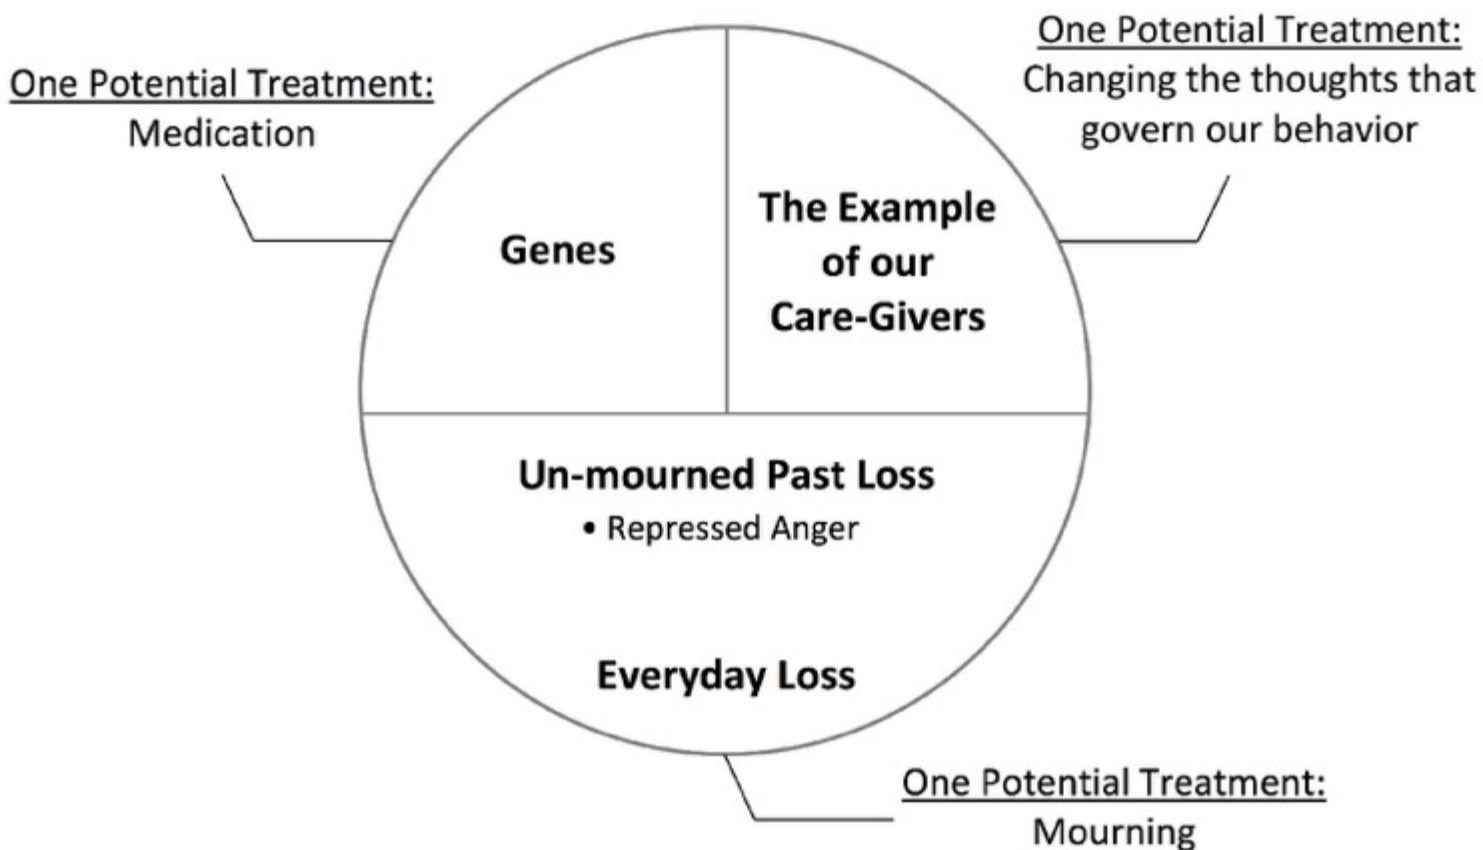 One Potential Treatment:
Medication
One Potential Treatment:
Changing the thoughts that
govern our behavior
Genes
The Example
of our
Care-Givers
Un-mourned Past Loss
• Repressed Anger
Everyday Loss
One Potential Treatment:
Mourning